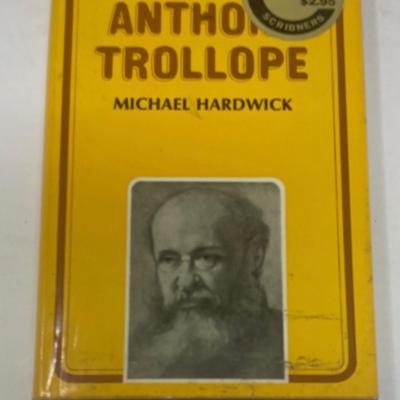 $2.95
SCRIBNERS
ANTHON
TROLLOPE
MICHAEL HARDWICK